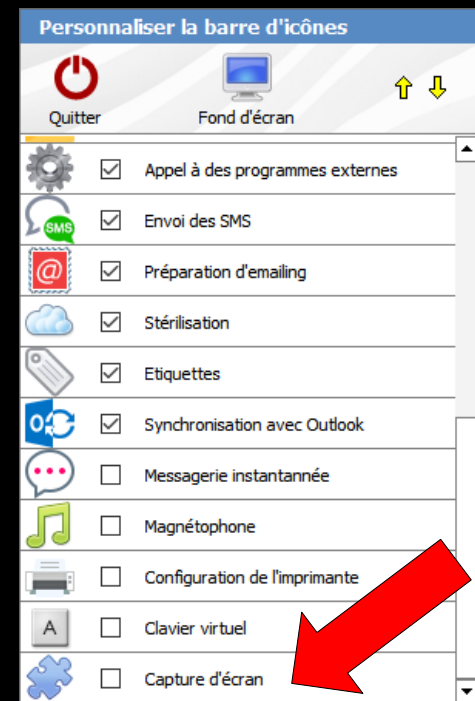 Personnaliser la barre d'icônes
Quitter
Fond d'écran
Appel à des programmes externes
SMS
Envoi des SMS
@
Préparation d'emailing
Stérilisation
Etiquettes
O
Synchronisation avec Outlook
Messagerie instantannée
Magnétophone
Configuration de l'imprimante
A
Clavier virtuel
Capture d'écran